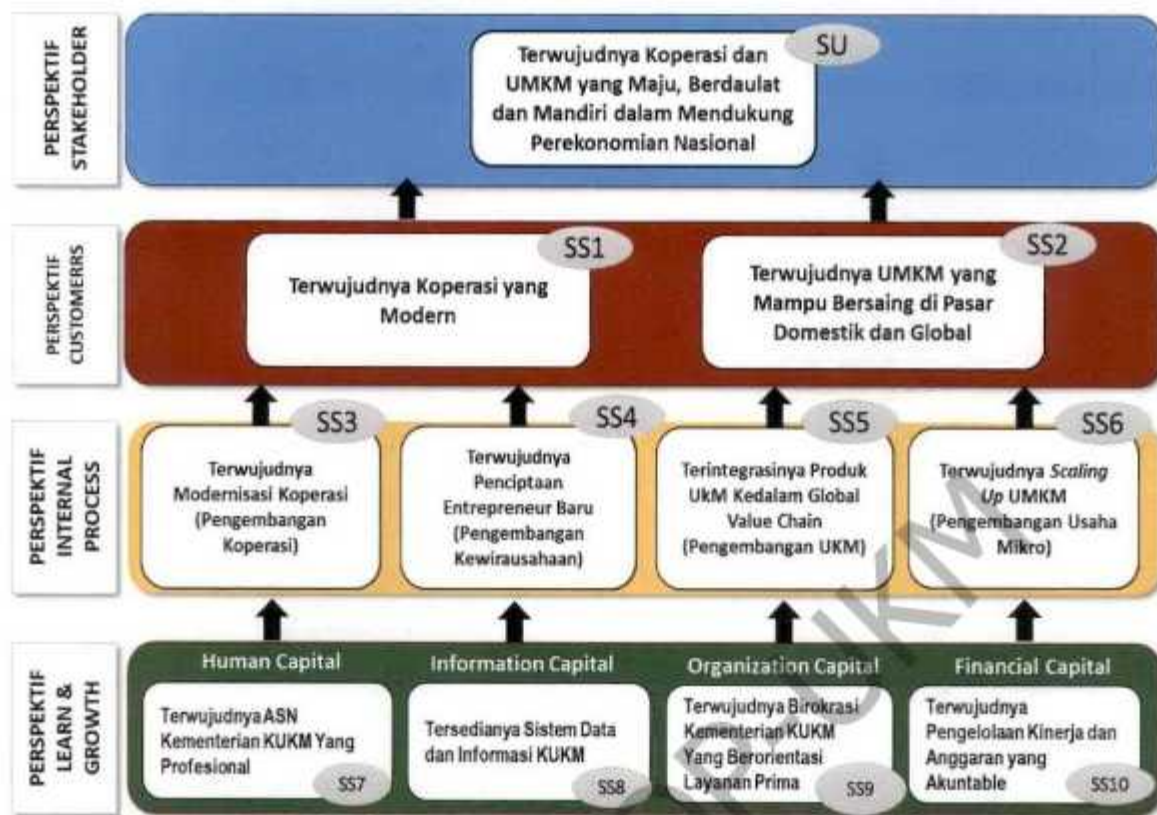 PERSPEKTIF
STAKEHOLDER
SU
Terwujudnya Koperasi dan
UMKM yang Maju, Berdaulat
dan Mandiri dalam Mendukung
Perekonomian Nasional
PERSPEKTIF
CUSTOMERRS
SS1
Terwujudnya Koperasi yang
Modern
SS2
Terwujudnya UMKM yang
Mampu Bersaing di Pasar
Domestik dan Global
PERSPEKTIF
INTERNAL
PROCESS
SS3
Terwujudnya
Modernisasi Koperasi
(Pengembangan
Koperasi)
SS4
Terwujudnya
Penciptaan
Entrepreneur Baru
(Pengembangan
Kewirausahaan)
SS5
Terintegrasinya Produk
UkM Kedalam Global
Value Chain
(Pengembangan UKM)
SS6
Terwujudnya Scaling
Up UMKM
(Pengembangan Usaha
Mikro)
PERSPEKTIF
LEARN &
GROWTH
Human Capital
Terwujudnya ASN
Kementerian KUKM Yang
Profesional
SS7
Information Capital
Tersedianya Sistem Data
dan Informasi KUKM
SS8
Organization Capital
Terwujudnya Birokrasi
Kementerian KUKM
Yang Berorientasi
Layanan Prima
SS9
Financial Capital
Terwujudnya
Pengelolaan Kinerja dan
Anggaran yang
Akuntable
SS10